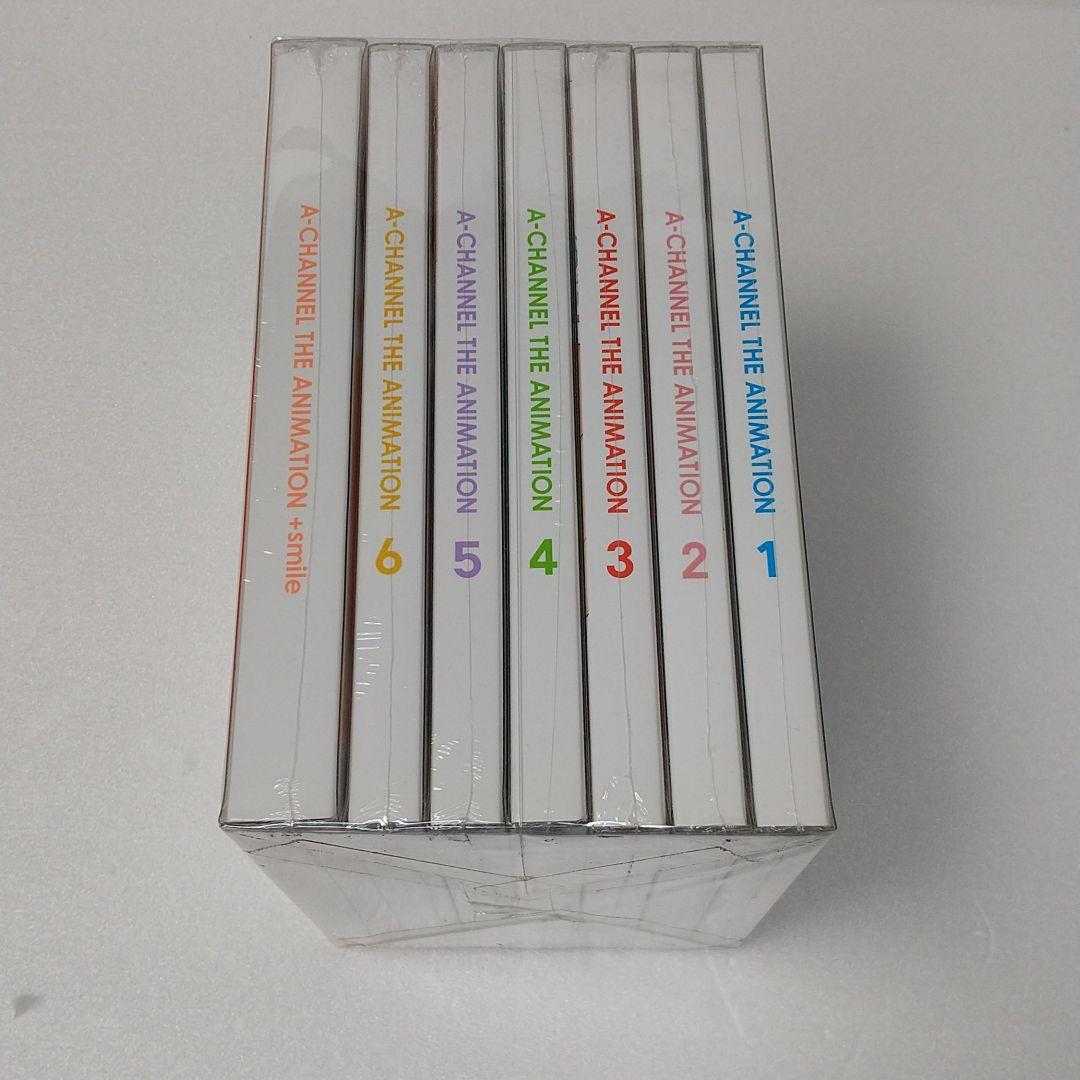 A-CHANNEL THE ANIMATION +smile
A-CHANNEL THE ANIMATION 6
A-CHANNEL THE ANIMATION 5
A-CHANNEL THE ANIMATION 4
A-CHANNEL THE ANIMATION 3
A-CHANNEL THE ANIMATION 2
A-CHANNEL THE ANIMATION 1